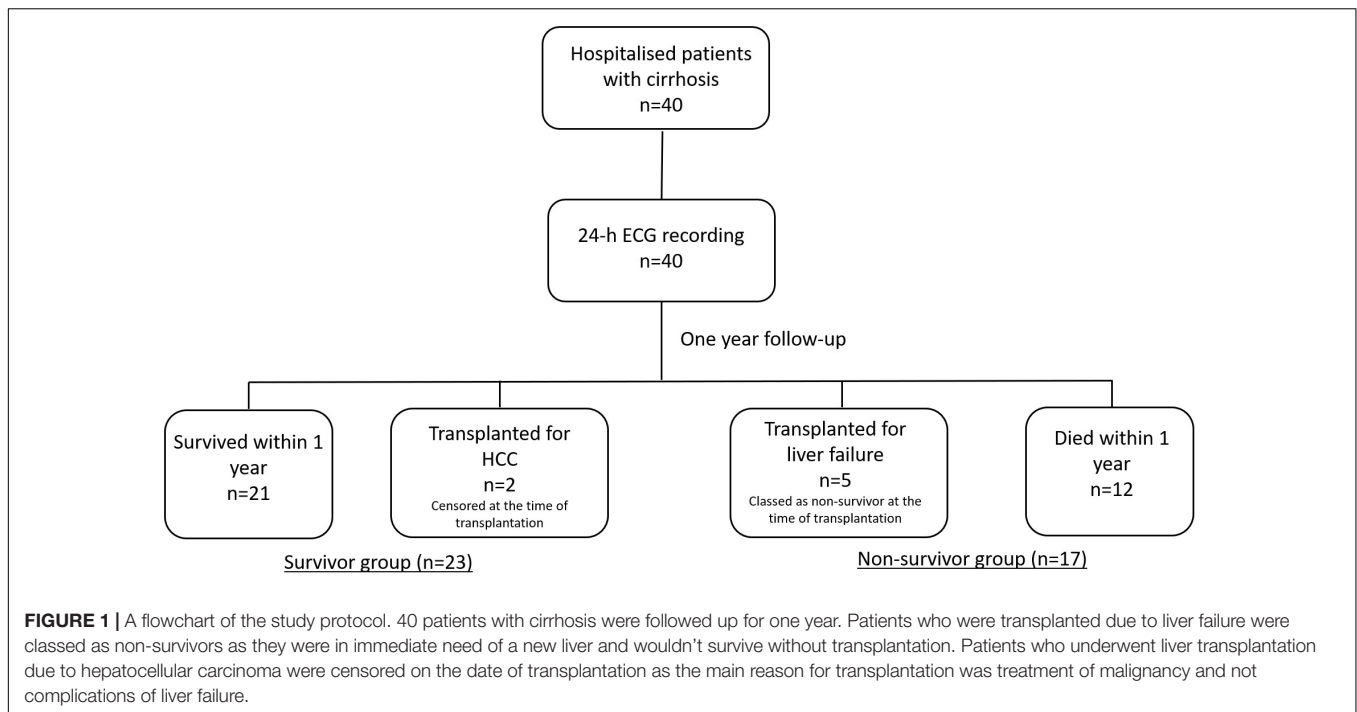 Hospitalised patients
with cirrhosis
n=40
24-h ECG recording
n=40
One year follow-up
Survived within 1
year
n=21
Transplanted for
HCC
n=2
Censored at the time of
transplantation
Transplanted for
liver failure
n=5
Classed as non-survivor at the
time of transplantation
Died within 1
year
n=12
Survivor group (n=23)
Non-survivor group (n=17)
FIGURE 1 | A flowchart of the study protocol. 40 patients with cirrhosis were followed up for one year. Patients who were transplanted due to liver failure were
classed as non-survivors as they were in immediate need of a new liver and wouldn't survive without transplantation. Patients who underwent liver transplantation
due to hepatocellular carcinoma were censored on the date of transplantation as the main reason for transplantation was treatment of malignancy and not
complications of liver failure.